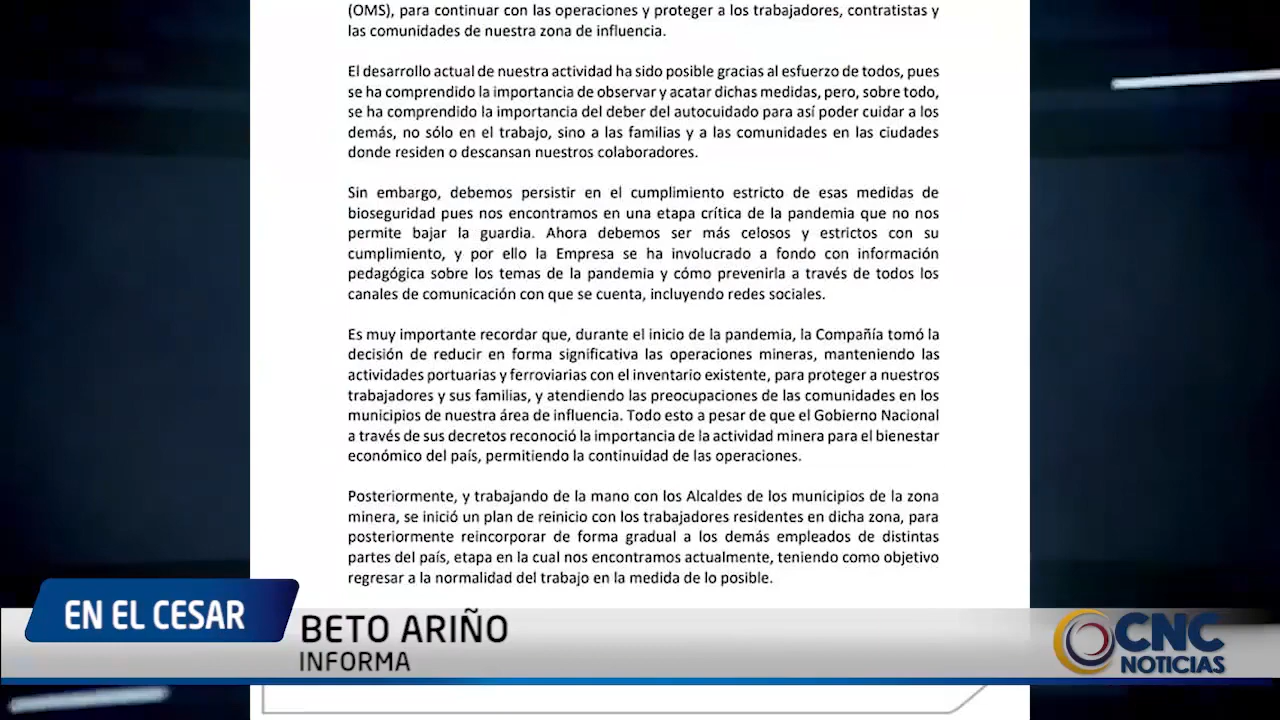 (OMS), para continuar con las operaciones y proteger a los trabajadores, contratistas y
las comunidades de nuestra zona de influencia.
El desarrollo actual de nuestra actividad ha sido posible gracias al esfuerzo de todos, pues
se ha comprendido la importancia de observar y acatar dichas medidas, pero, sobre todo,
se ha comprendido la importancia del deber del autocuidado para así poder cuidar a los
demás, no sólo en el trabajo, sino a las familias y a las comunidades en las ciudades
donde residen o descansan nuestros colaboradores.
Sin embargo, debemos persistir en el cumplimiento estricto de esas medidas de
bioseguridad pues nos encontramos en una etapa crítica de la pandemia que no nos
permite bajar la guardia. Ahora debemos ser más celosos y estrictos con su
cumplimiento, y por ello la Empresa se ha involucrado a fondo con información
pedagógica sobre los temas de la pandemia y cómo prevenirla a través de todos los
canales de comunicación con que se cuenta, incluyendo redes sociales.
Es muy importante recordar que, durante el inicio de la pandemia, la Compañía tomó la
decisión de reducir en forma significativa las operaciones mineras, manteniendo las
actividades portuarias y ferroviarias con el inventario existente, para proteger a nuestros
trabajadores y sus familias, y atendiendo las preocupaciones de las comunidades en los
municipios de nuestra área de influencia. Todo esto a pesar de que el Gobierno Nacional
a través de sus decretos reconoció la importancia de la actividad minera para el bienestar
económico del país, permitiendo la continuidad de las operaciones.
Posteriormente, y trabajando de la mano con los Alcaldes de los municipios de la zona
minera, se inició un plan de reinicio con los trabajadores residentes en dicha zona, para
posteriormente reincorporar de forma gradual a los demás empleados de distintas
partes del país, etapa en la cual nos encontramos actualmente, teniendo como objetivo
regresar a la normalidad del trabajo en la medida de lo posible.
EN EL CESAR
BETO ARIÑO
INFORMA
CNC
NOTICIAS